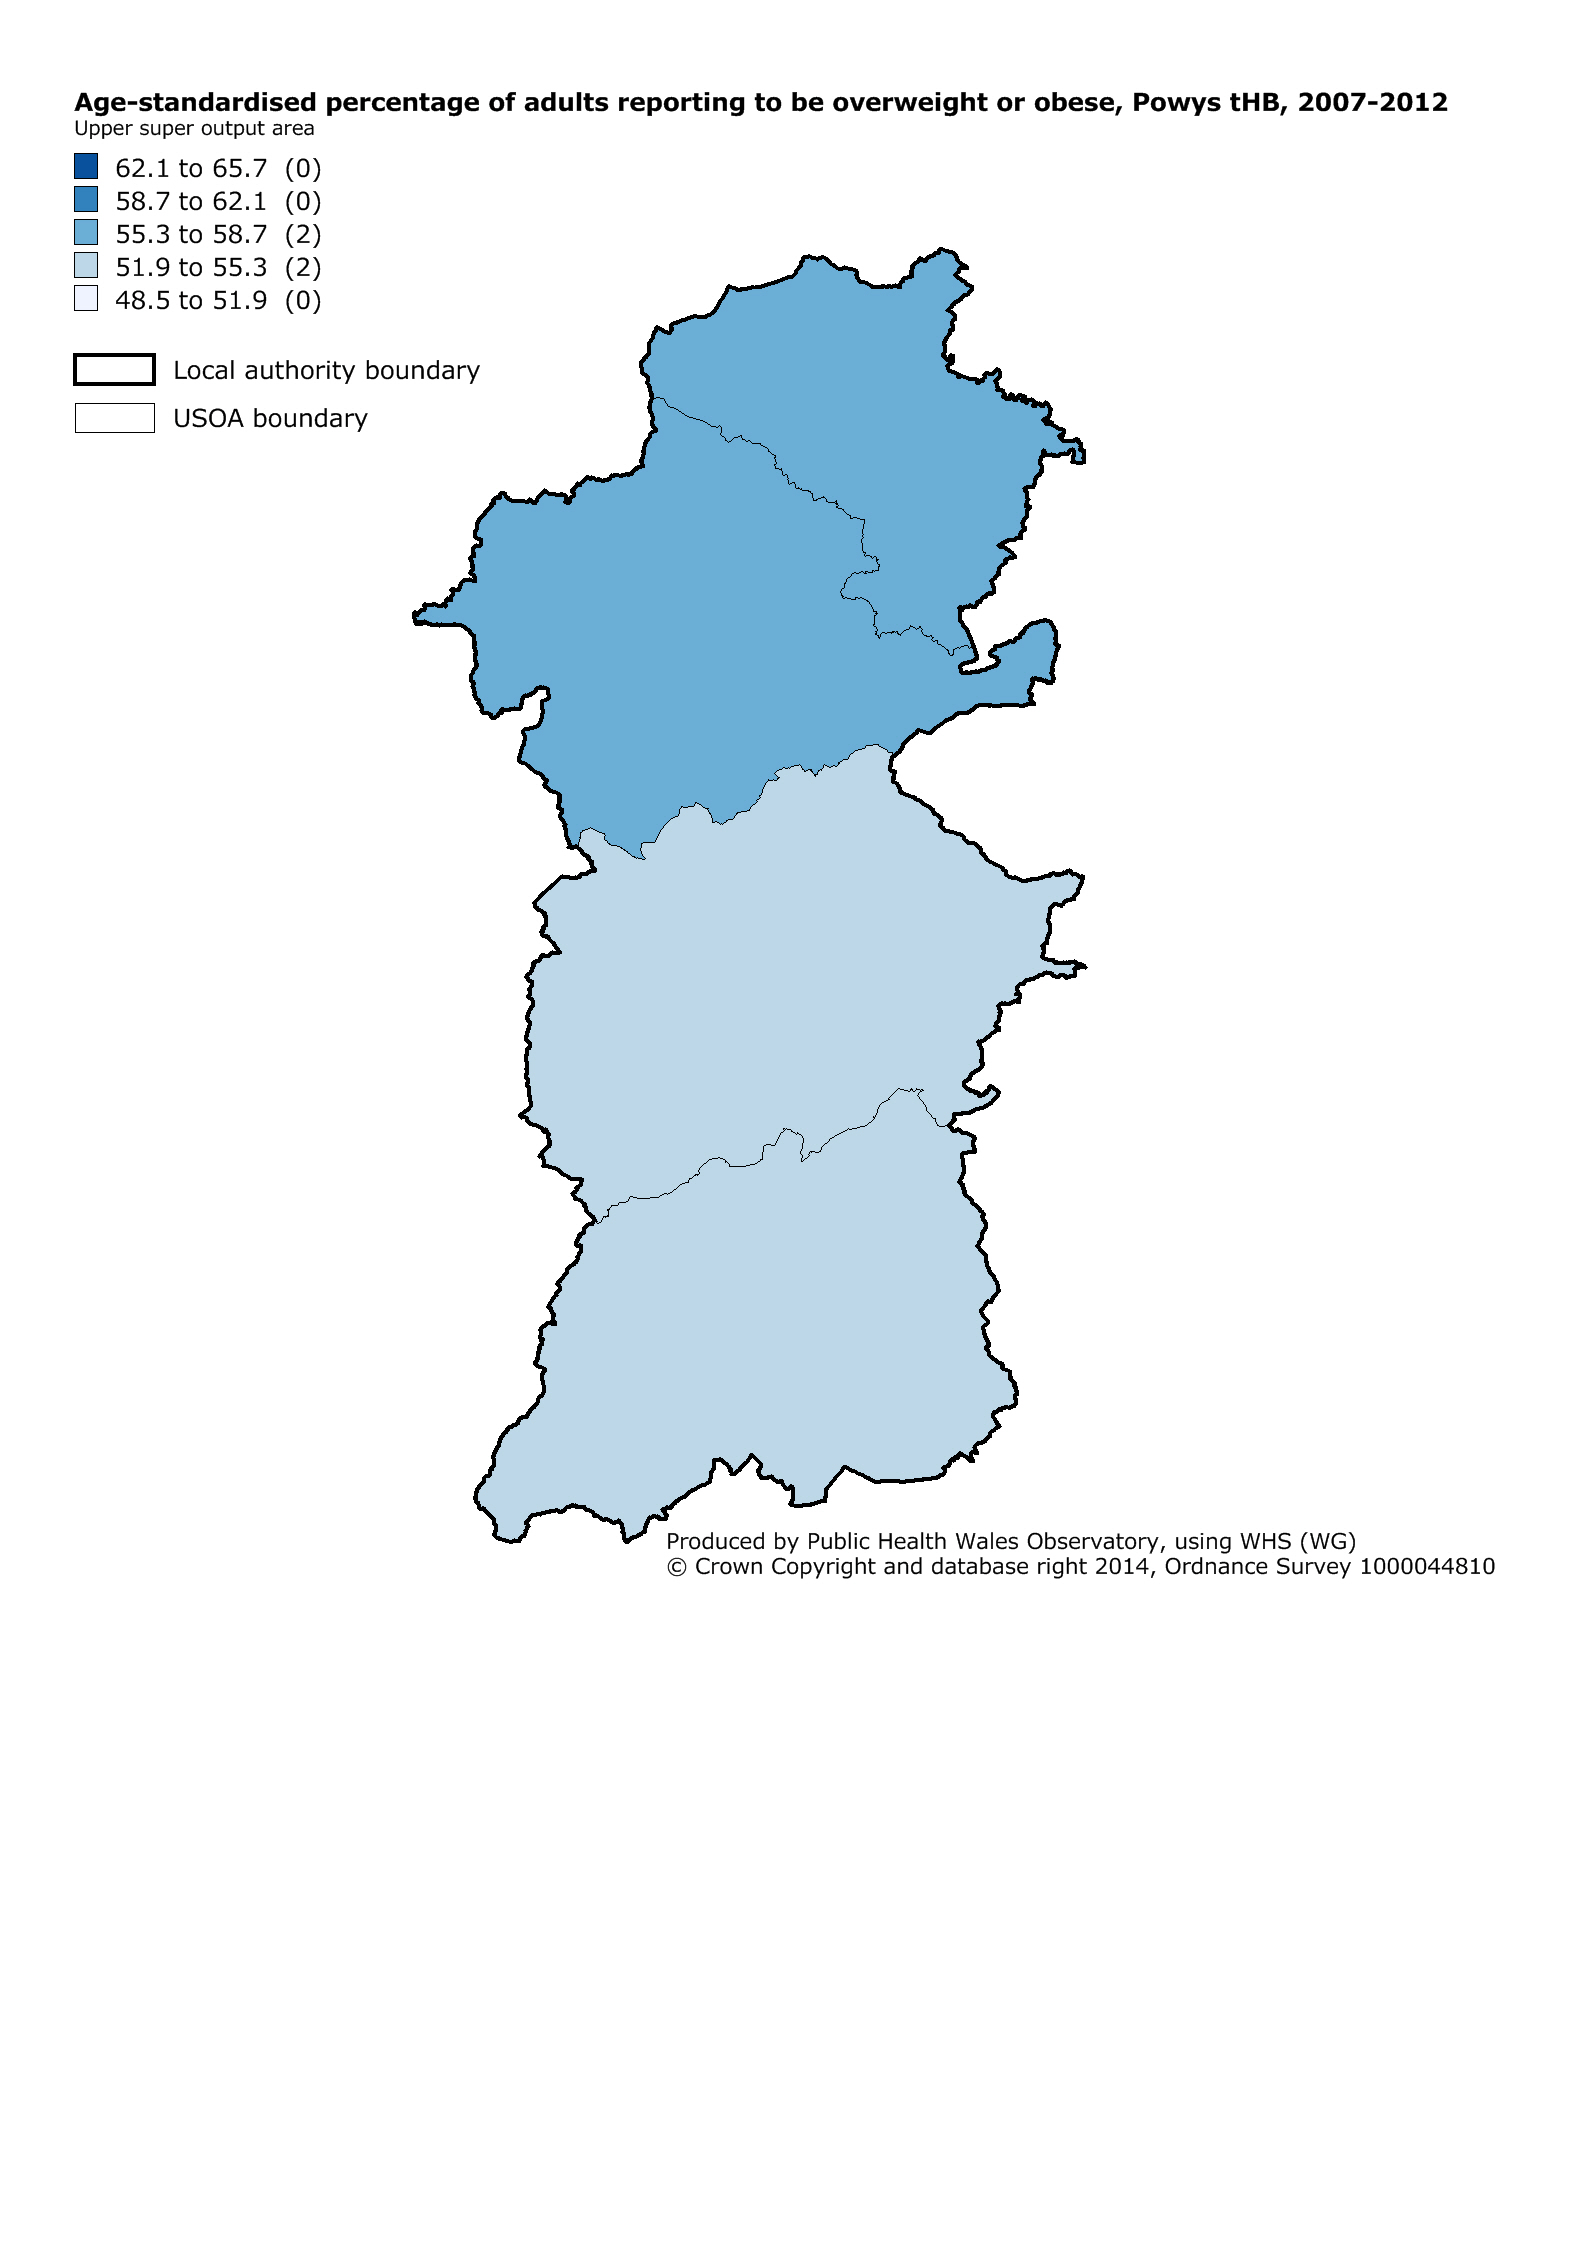 Age-standardised percentage of adults reporting to be overweight or obese, Powys tHB, 2007-2012
Upper super output area
62.1 to 65.7 (0)
58.7 to 62.1 (0)
55.3 to 58.7 (2)
51.9 to 55.3 (2)
48.5 to 51.9 (0)
Local authority boundary
USOA boundary
Produced by Public Health Wales Observatory, using WHS (WG)
© Crown Copyright and database right 2014, Ordnance Survey 1000044810